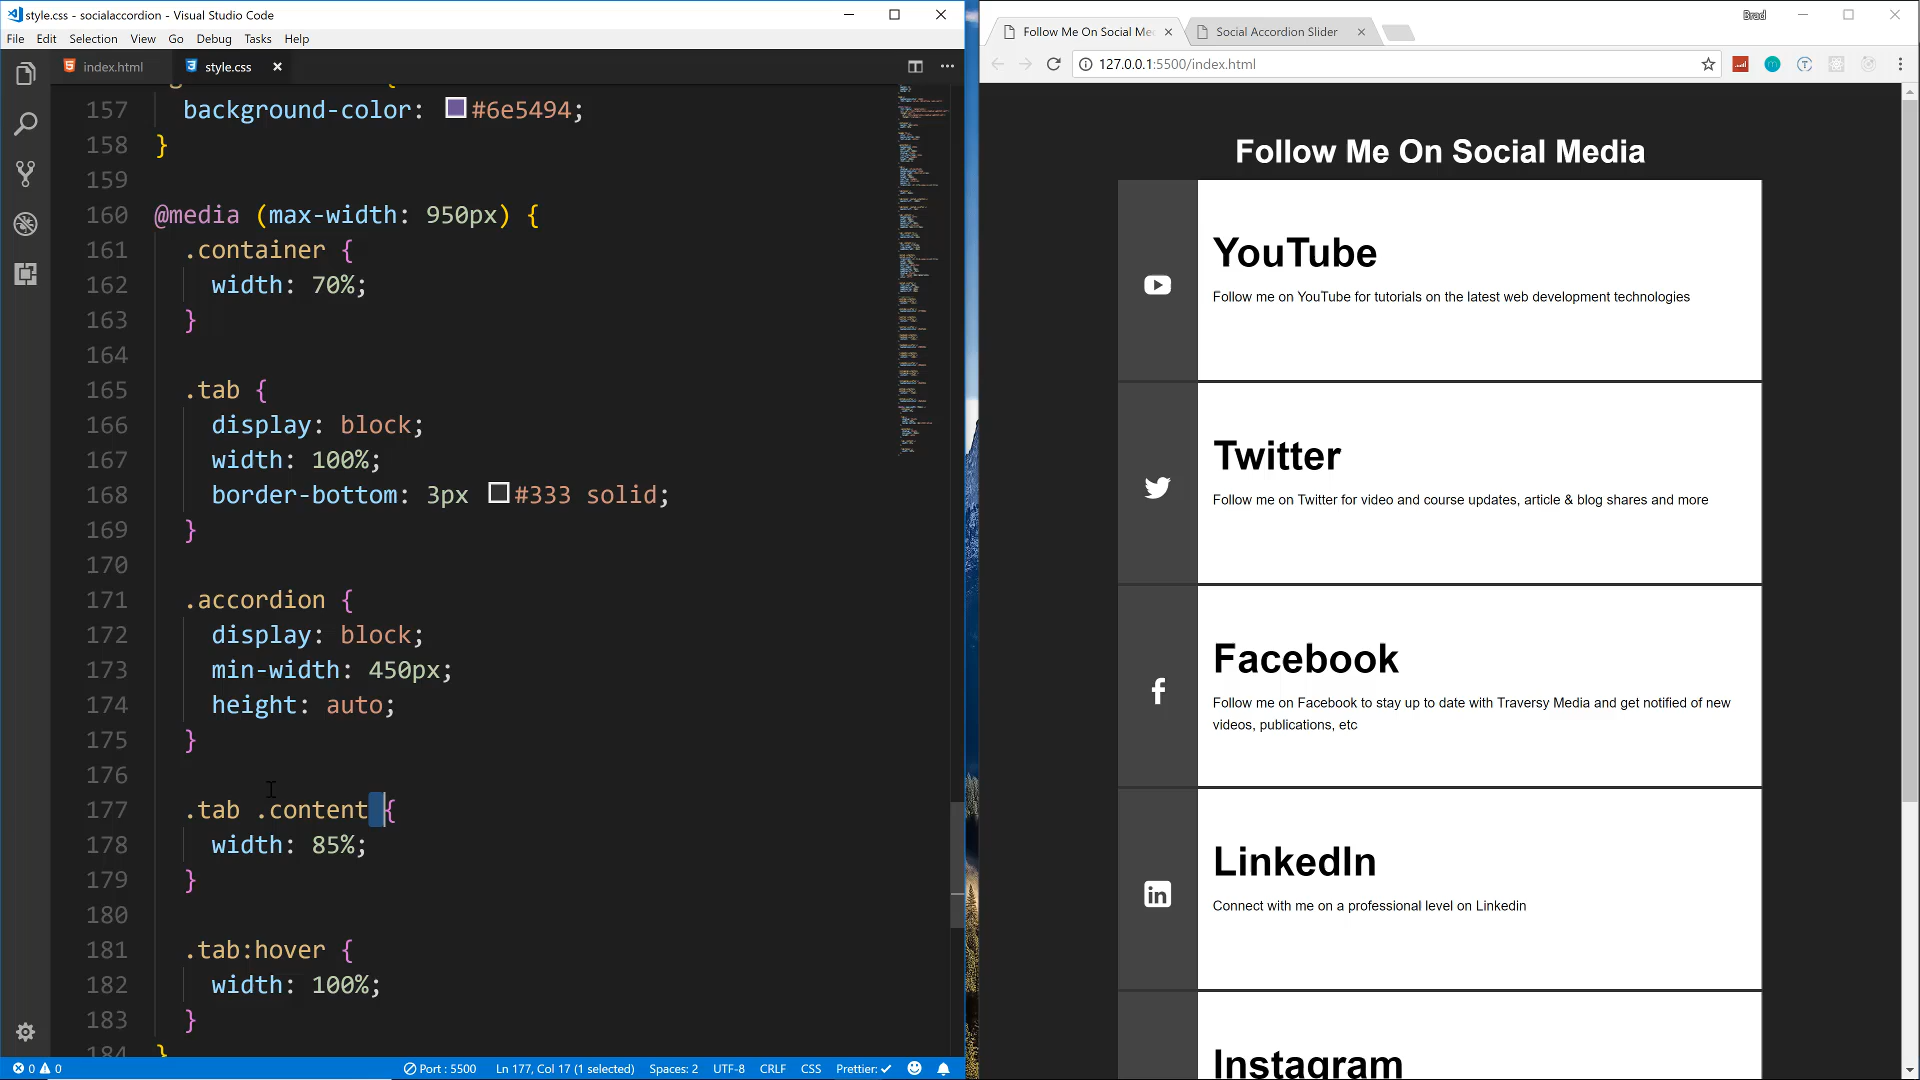 style.css - socialaccordion - Visual Studio Code
File Edit Selection View Go Debug Tasks Help
index.html
style.css
157 background-color: #6e5494;
158 }
159
160 @media (max-width: 950px) {
161 .container {
162 width: 70%;
163 }
164
165 .tab {
166 display: block;
167 width: 100%;
168 border-bottom: 3px #333 solid;
169 }
170
171 .accordion {
172 display: block;
173 min-width: 450px;
174 height: auto;
175 }
176
177 .tab .content {
178 width: 85%;
179 }
180
181 .tab:hover {
182 width: 100%;
183 }
184 }
0 0 Port : 5500 Ln 177, Col 17 (1 selected) Spaces: 2 UTF-8 CRLF CSS Prettier: ✓
Brad
Follow Me On Social Me
Social Accordion Slider
127.0.0.1:5500/index.html
Follow Me On Social Media
YouTube
Follow me on YouTube for tutorials on the latest web development technologies
Twitter
Follow me on Twitter for video and course updates, article & blog shares and more
Facebook
Follow me on Facebook to stay up to date with Traversy Media and get notified of new
videos, publications, etc
in
LinkedIn
Connect with me on a professional level on Linkedin
Instagram